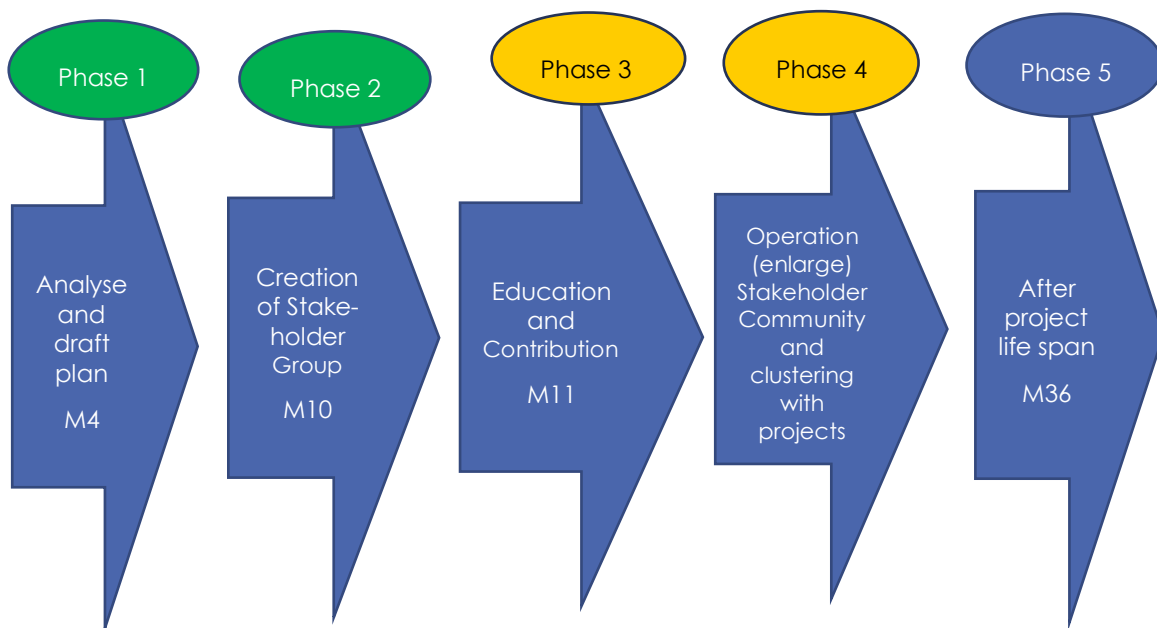 Phase 1
Phase 2
Phase 3
Phase 4
Phase 5
Analyse
and
draft
plan
M4
Creation
of Stake-
holder
Group
M10
Education
and
Contribution
M11
Operation
(enlarge)
Stakeholder
Community
and
clustering
with
projects
After
project
life span
M36